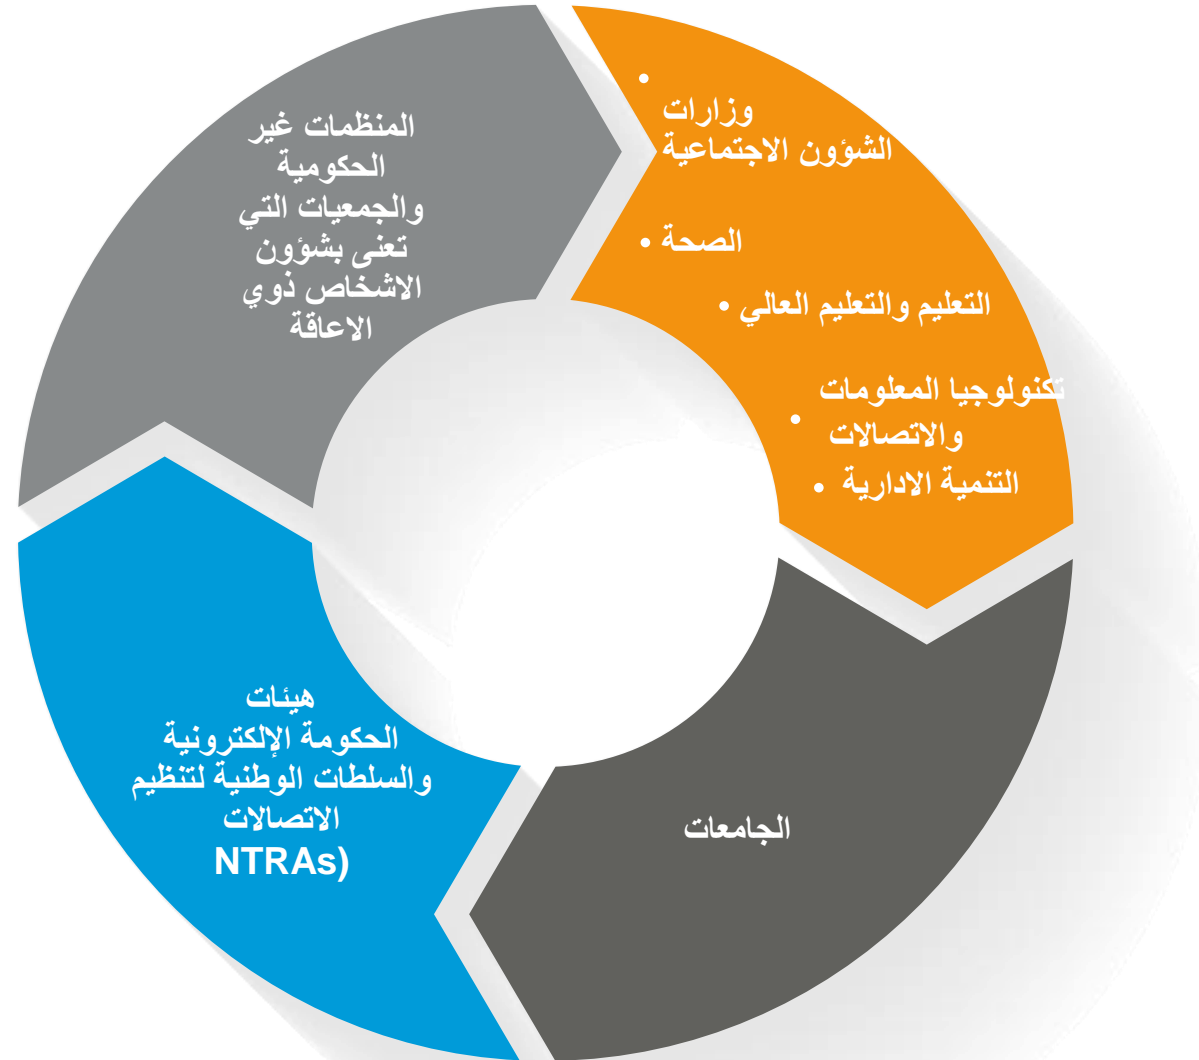 المنظمات غير
الحكومية
والجمعيات التي
تعنى بشؤون
الاشخاص ذوي
الاعاقة
•
وزارات
الشؤون الاجتماعية
• الصحة
• التعليم والتعليم العالي
• تكنولوجيا المعلومات
والاتصالات
• التنمية الادارية
الجامعات
هيئات
الحكومة الإلكترونية
والسلطات الوطنية لتنظيم
الاتصالات
NTRAs)